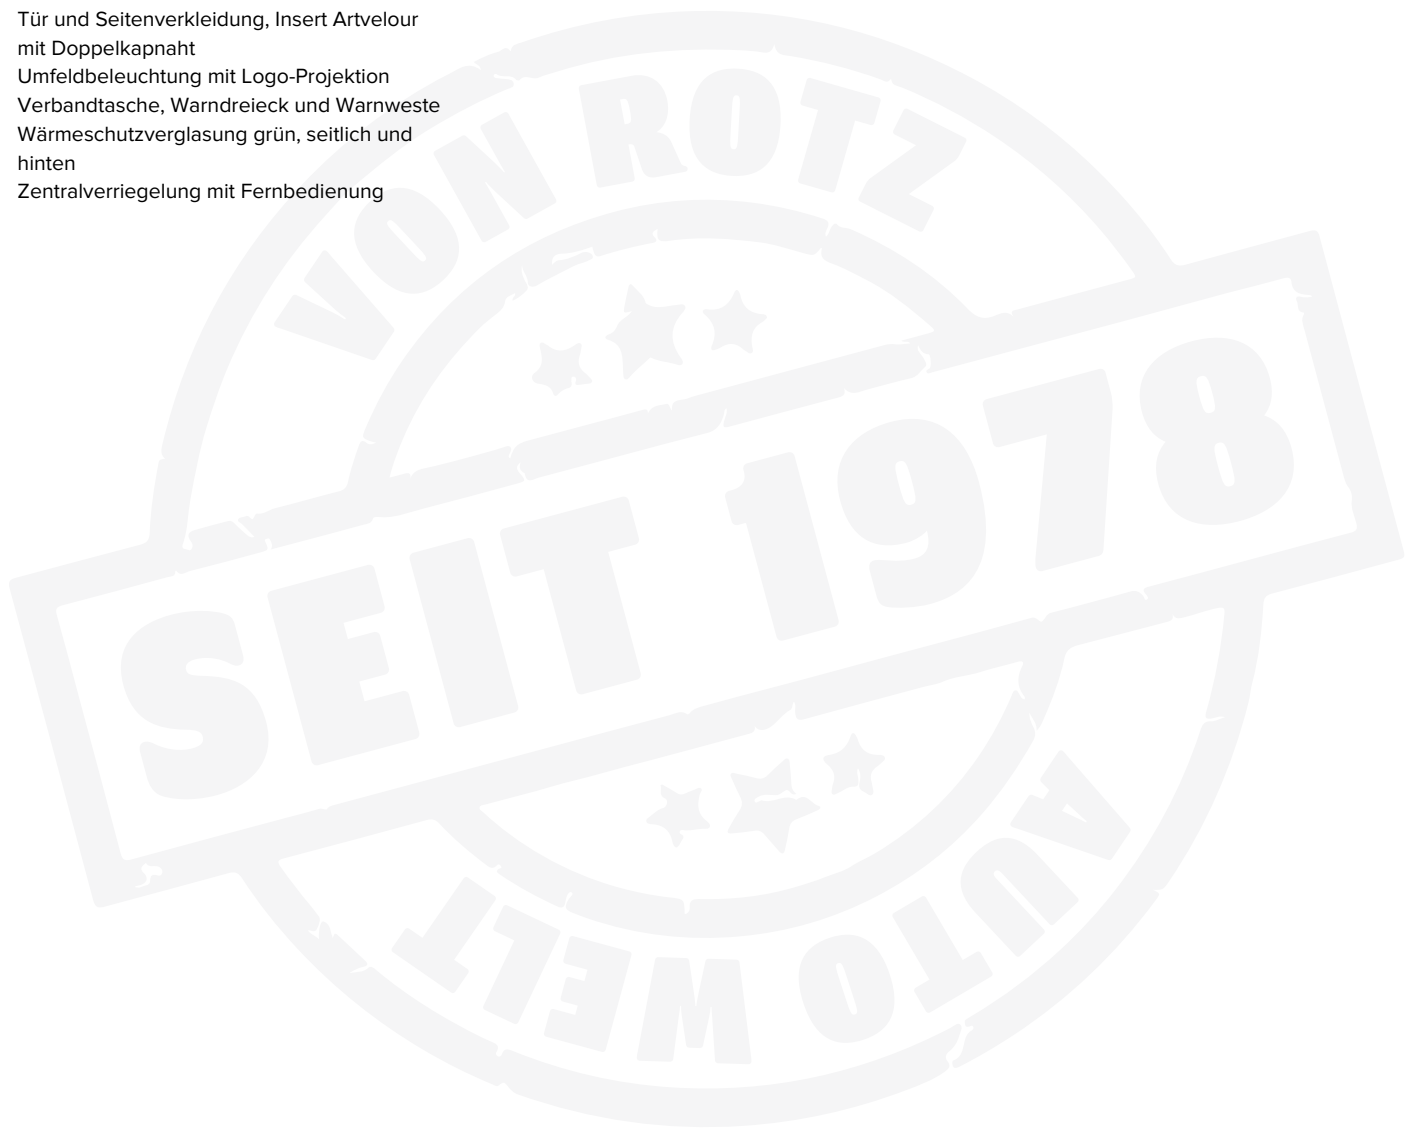 Tür und Seitenverkleidung, Insert Artvelour
mit Doppelkapnaht
Umfeldbeleuchtung mit Logo-Projektion
Verbandtasche, Warndreieck und Warnweste
Wärmeschutzverglasung grün, seitlich und
hinten
Zentralverriegelung mit Fernbedienung
VON ROTZ
SEIT 1978
AUTO WELT